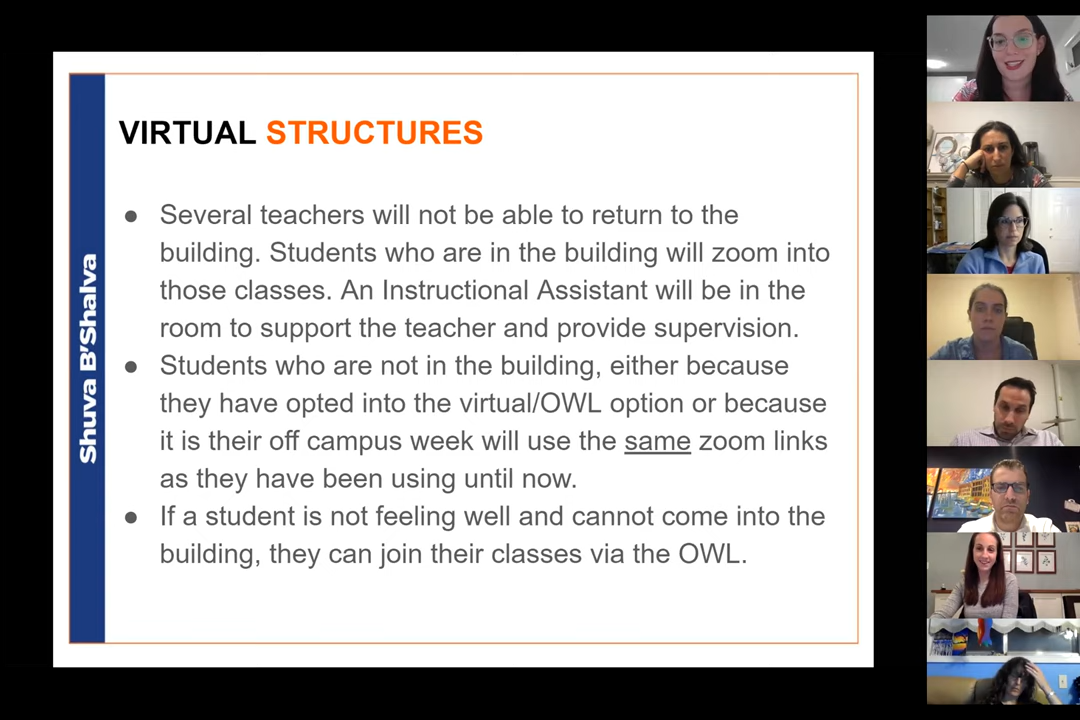 Shuva B'Shalva
VIRTUAL STRUCTURES
● Several teachers will not be able to return to the
building. Students who are in the building will zoom into
those classes. An Instructional Assistant will be in the
room to support the teacher and provide supervision.
● Students who are not in the building, either because
they have opted into the virtual/OWL option or because
it is their off campus week will use the same zoom links
as they have been using until now.
● If a student is not feeling well and cannot come into the
building, they can join their classes via the OWL.